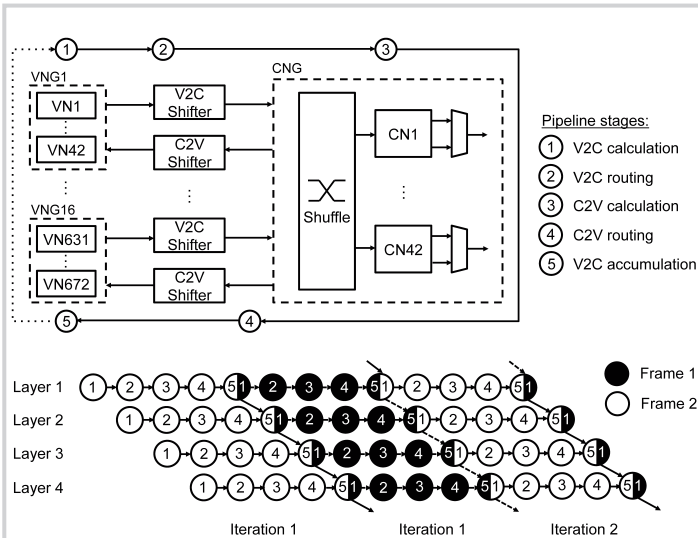 1 2 3
VNG1
VN1
VN42
V2C Shifter
C2V Shifter
CNG
Shuffle
CN1
CN42
VNG16
VN631
VN672
V2C Shifter
C2V Shifter
5 4
Pipeline stages:
1 V2C calculation
2 V2C routing
3 C2V calculation
4 C2V routing
5 V2C accumulation
Layer 1 1 2 3 4 5 1 2 3 4 5 1 2 3 4 5 1
Layer 2 1 2 3 4 5 1 2 3 4 5 1 2 3 4 5 1
Layer 3 1 2 3 4 5 1 2 3 4 5 1 2 3 4 5 1
Layer 4 1 2 3 4 5 1 2 3 4 5 1 2 3 4 5 1
Frame 1
Frame 2
Iteration 1 Iteration 1 Iteration 2